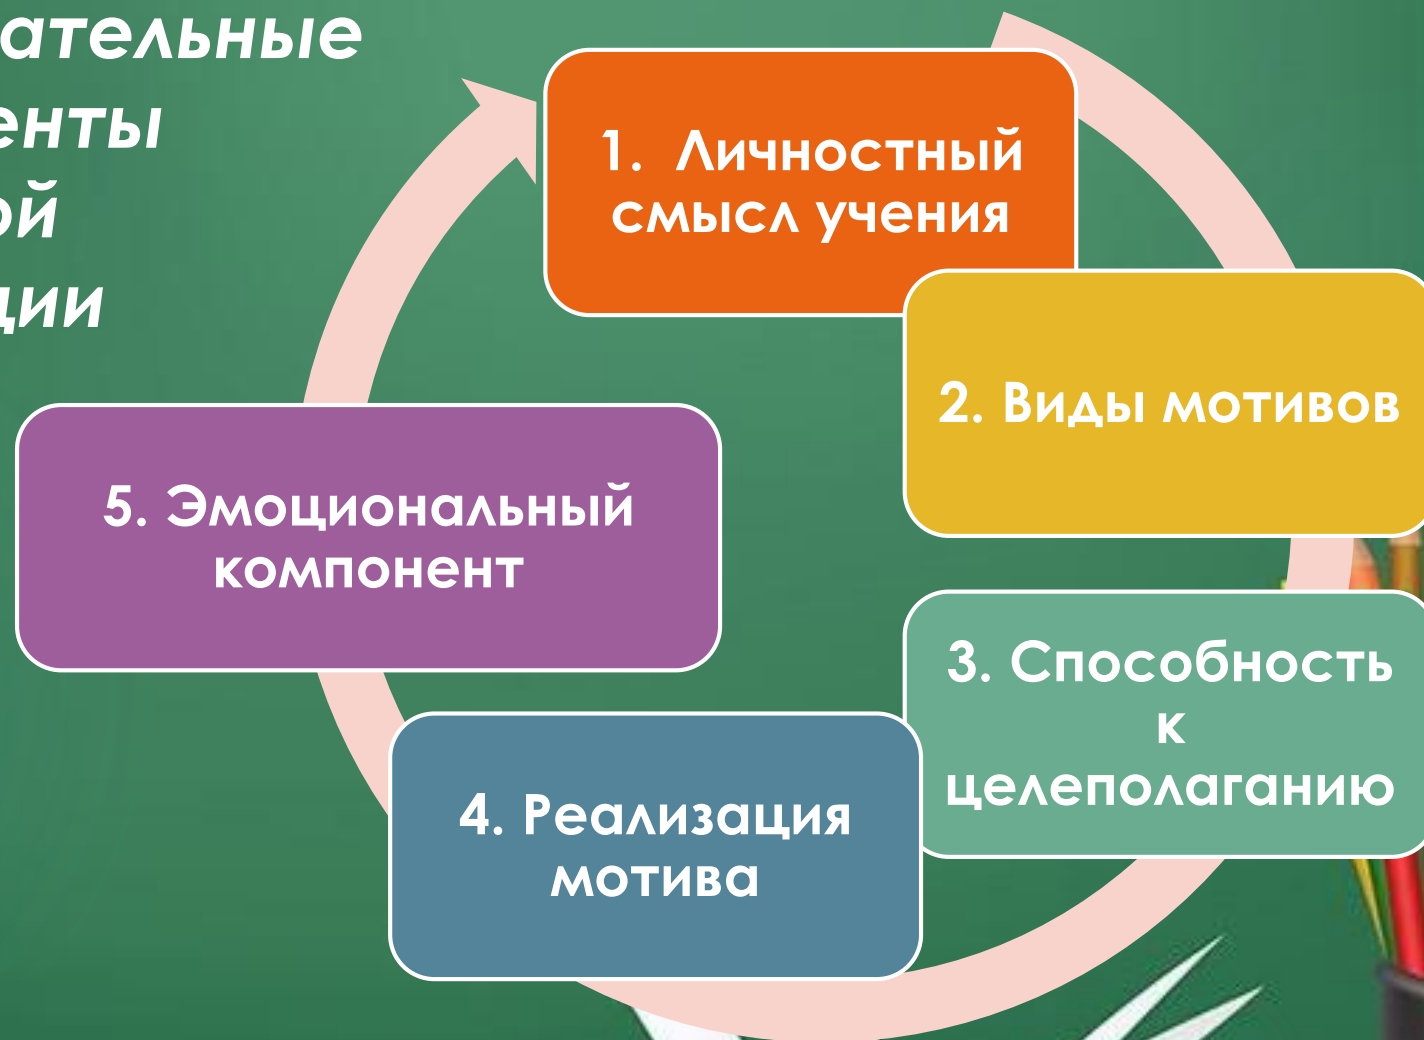 ательные
енты
ой
ции
1. Личностный
смысл учения
2. Виды мотивов
3. Способность
к
целеполаганию
4. Реализация
мотива
5. Эмоциональный
компонент